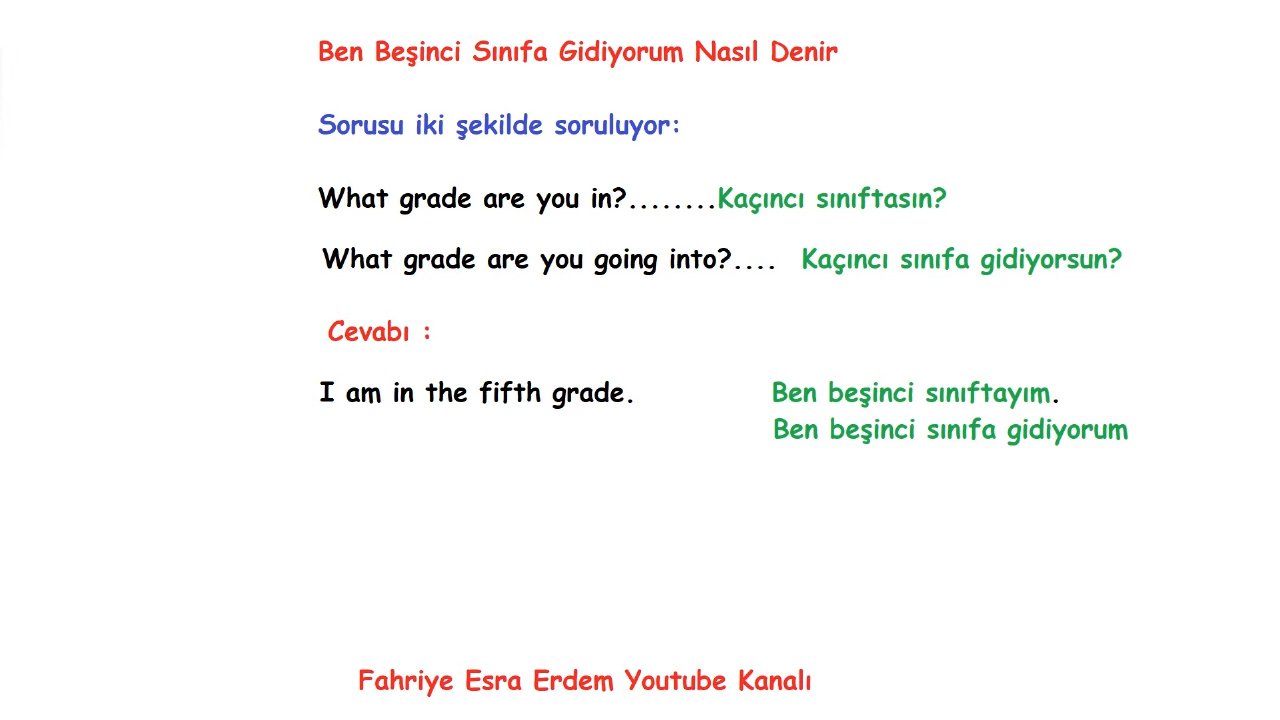 Ben Beşinci Sınıfa Gidiyorum Nasıl Denir
Sorusu iki şekilde soruluyor:
What grade are you in?........Kaçıncı sınıftasın?
What grade are you going into?.... Kaçıncı sınıfa gidiyorsun?
Cevabı :
I am in the fifth grade. Ben beşinci sınıftayım.
Ben beşinci sınıfa gidiyorum
Fahriye Esra Erdem Youtube Kanalı